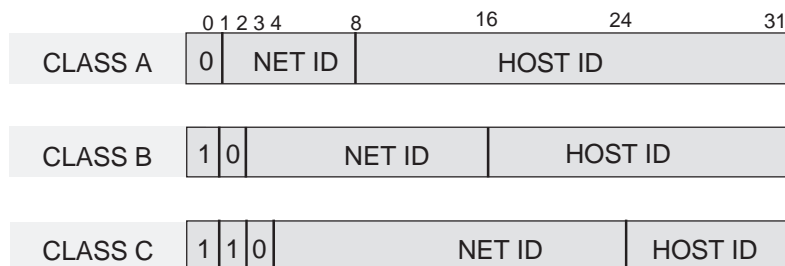 0 1 2 3 4 8 16 24 31
CLASS A 0 NET ID HOST ID
CLASS B 1 0 NET ID HOST ID
CLASS C 1 1 0 NET ID HOST ID